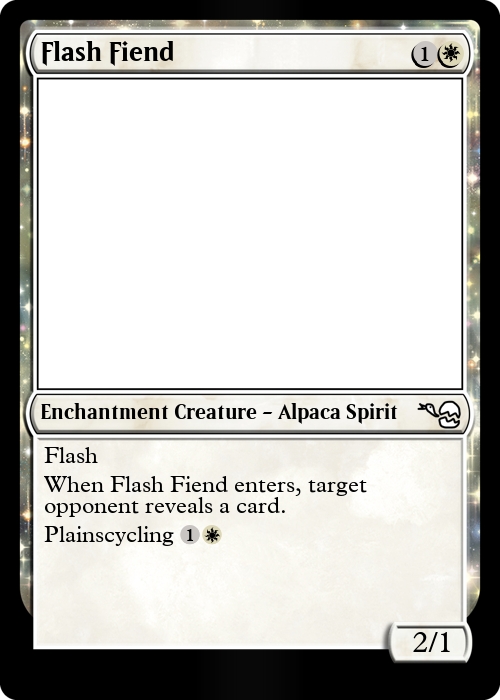 Flash Fiend 1
Enchantment Creature – Alpaca Spirit
Flash
When Flash Fiend enters, target
opponent reveals a card.
Plainscycling 1
2/1